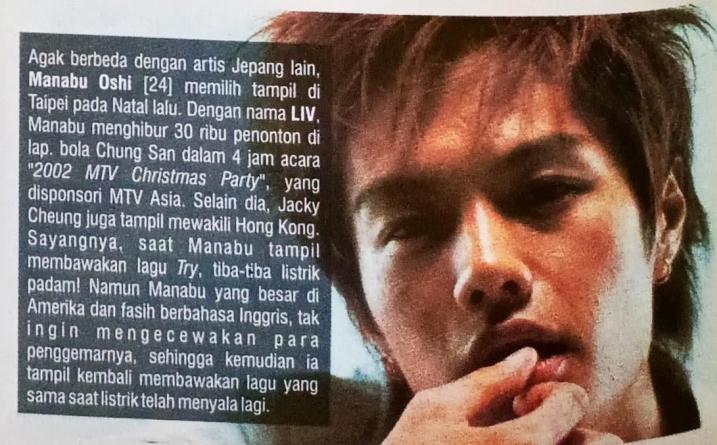 Agak berbeda dengan artis Jepang lain,
Manabu Oshi [24] memilih tampil di
Taipei pada Natal lalu. Dengan nama LIV,
Manabu menghibur 30 ribu penonton di
lap. bola Chung San dalam 4 jam acara
"2002 MTV Christmas Party", yang
disponsori MTV Asia. Selain dia, Jacky
Cheung juga tampil mewakili Hong Kong.
Sayangnya, saat Manabu tampil
membawakan lagu Try, tiba-tiba listrik
padam! Namun Manabu yang besar di
Amerika dan fasih berbahasa Inggris, tak
ingin mengecewakan para
penggemarnya, sehingga kemudian ia
tampil kembali membawakan lagu yang
sama saat listrik telah menyala lagi.